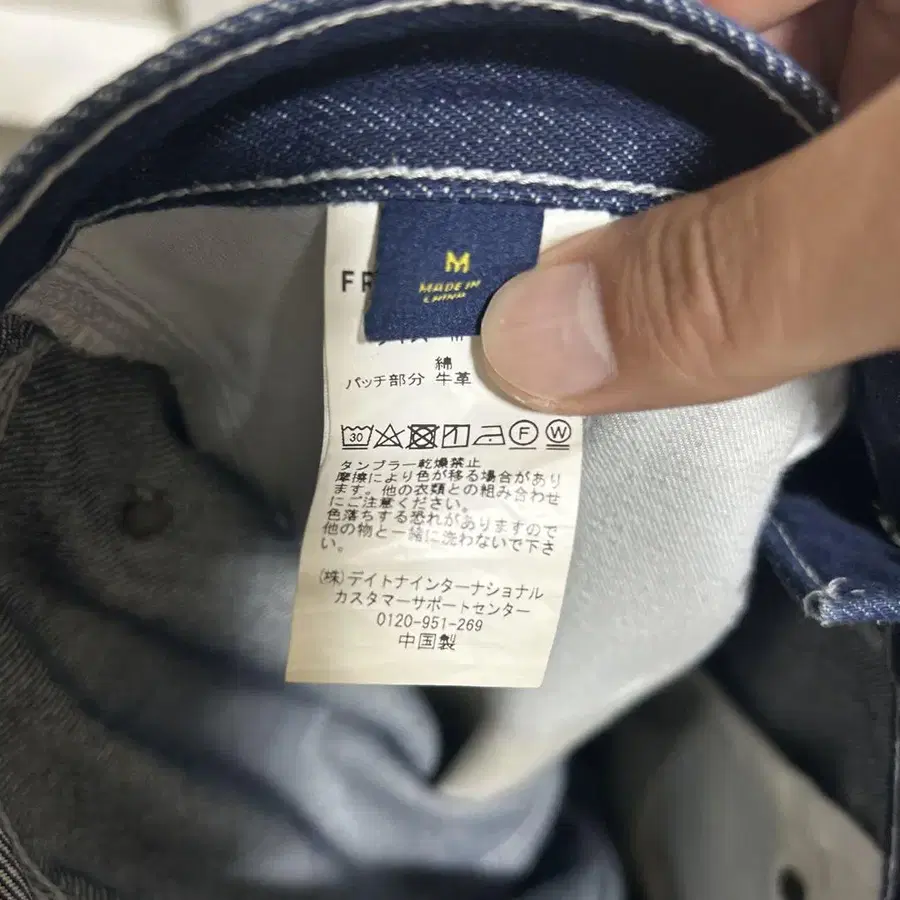 M
MADE IN
CHINA
FR
綿
パッチ部分 牛革
30
F
W
タンブラー乾燥禁止
摩擦により色が移る場合があり
ます。他の衣類との組み合わせ
にご注意ください。
色落ちする恐れがありますので
他の物と一緒に洗わないで下さ
い。
(株)デイトナインターナショナル
カスタマーサポートセンター
0120-951-269
中国製